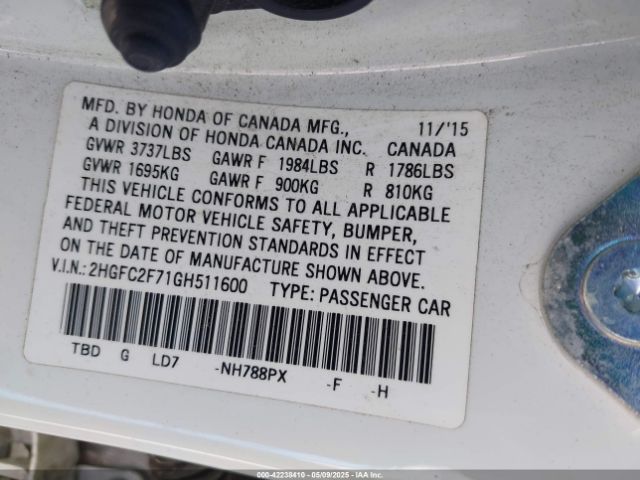 MFD. BY HONDA OF CANADA MFG., 11/'15
A DIVISION OF HONDA CANADA INC. CANADA
GVWR 3737LBS GAWR F 1984LBS R 1786LBS
GVWR 1695KG GAWR F 900KG R 810KG
THIS VEHICLE CONFORMS TO ALL APPLICABLE
FEDERAL MOTOR VEHICLE SAFETY, BUMPER,
AND THEFT PREVENTION STANDARDS IN EFFECT
ON THE DATE OF MANUFACTURE SHOWN ABOVE.
V.I.N.: 2HGFC2F71GH511600 TYPE: PASSENGER CAR
TBD G LD7 -NH788PX -F -H
000-42238410 - 05/09/2025 - IAA Inc.